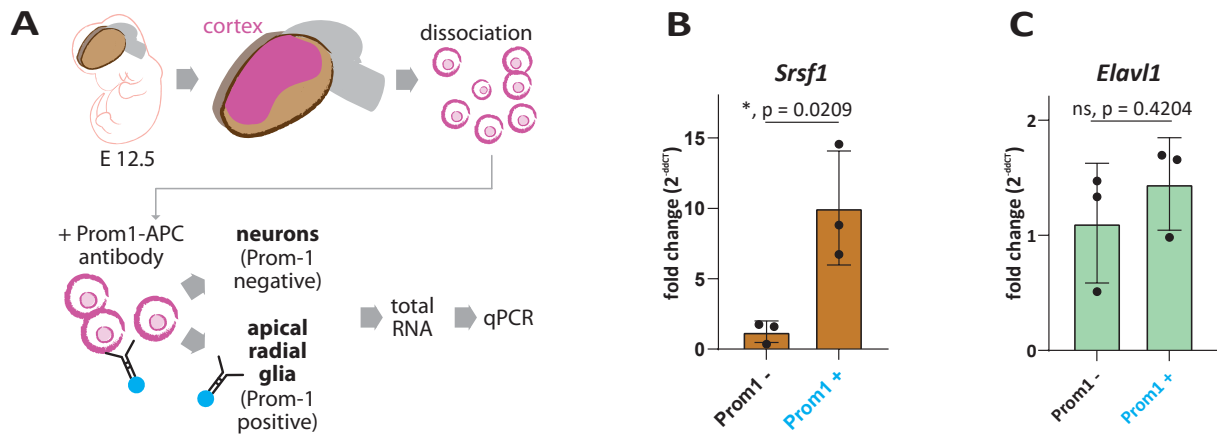 A
cortex
dissociation
E 12.5
+ Prom1-APC
antibody
neurons
(Prom-1
negative)
apical
radial
glia
(Prom-1
positive)
total
RNA
qPCR
B
Srsf1
*, p = 0.0209
fold change (2^-ddCT)
15
10
5
0
Prom1 -
Prom1 +
C
Elavl1
ns, p = 0.4204
fold change (2^-ddCT)
2
1
0
Prom1 -
Prom1 +